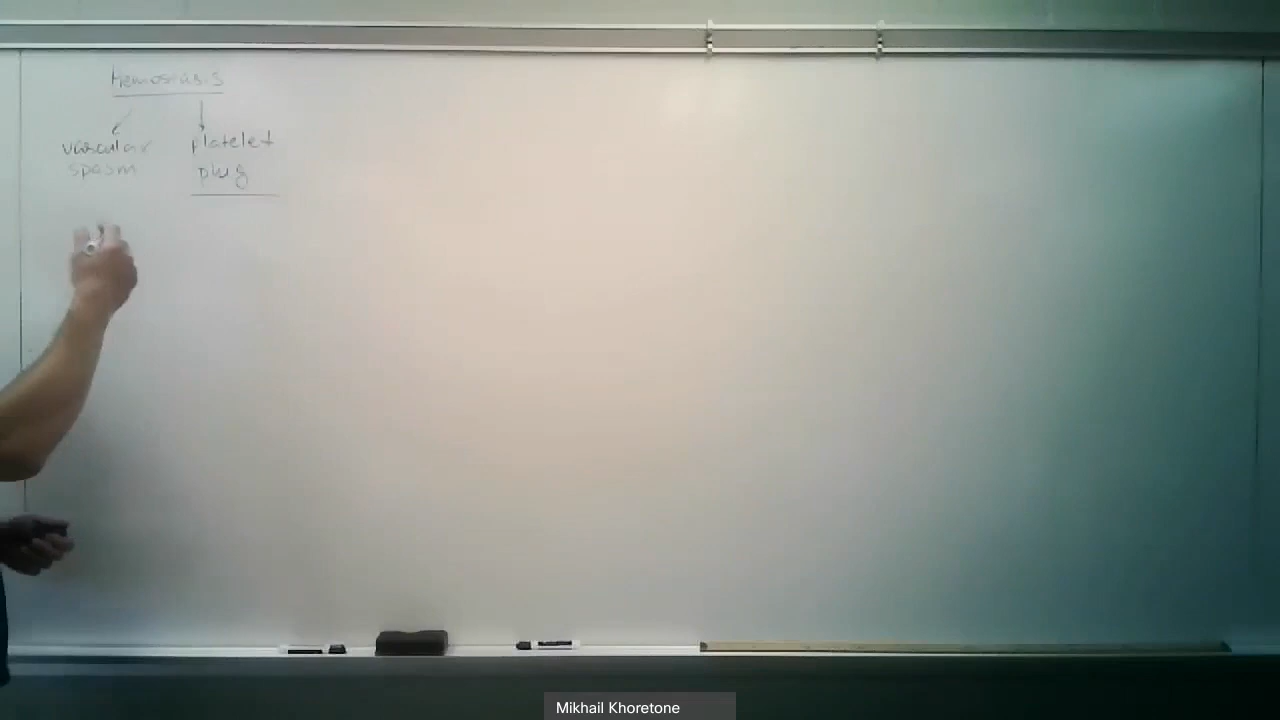 Hemostasis
vascular platelet
spasm plug
Mikhail Khoretone